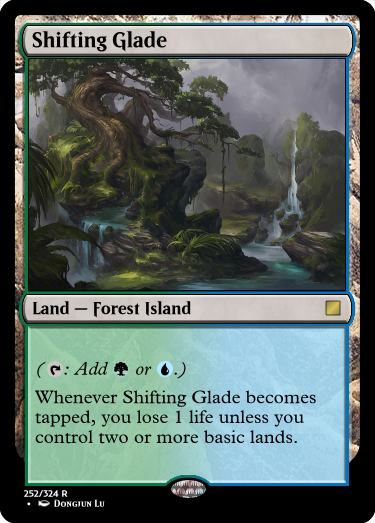 Shifting Glade
Land — Forest Island
( : Add or .)
Whenever Shifting Glade becomes
tapped, you lose 1 life unless you
control two or more basic lands.
252/324 R
• Dongjun Lu